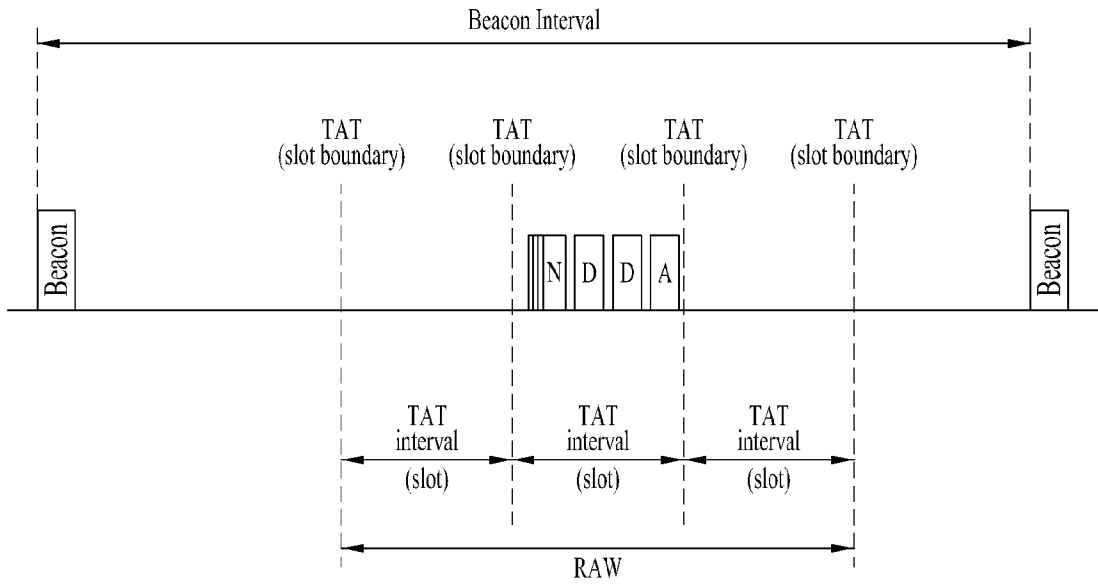 Beacon Interval
TAT
(slot boundary)
TAT
(slot boundary)
TAT
(slot boundary)
TAT
(slot boundary)
Beacon
N
D
D
A
Beacon
TAT
interval
(slot)
TAT
interval
(slot)
TAT
interval
(slot)
RAW